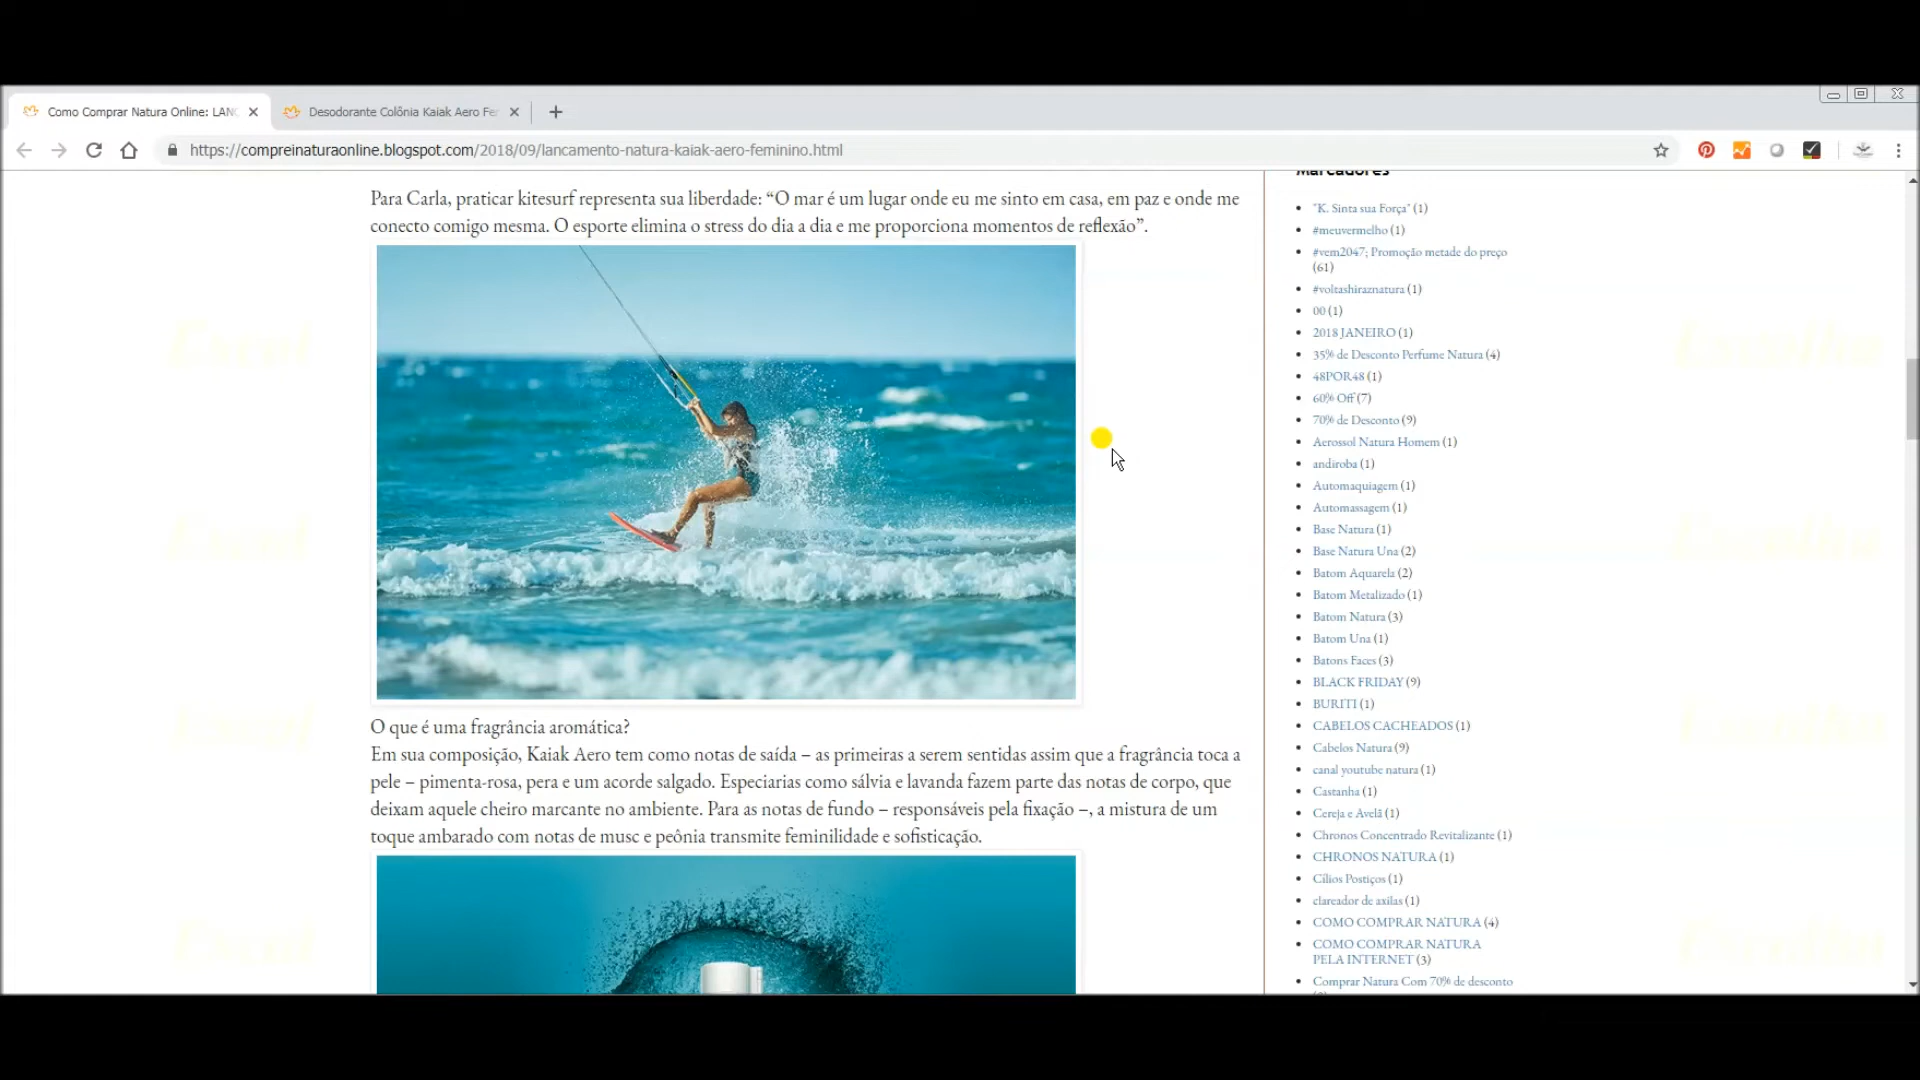 Como Comprar Natura Online: LANC
Desodorante Colônia Kaiak Aero Fe
https://compreinaturaonline.blogspot.com/2018/09/lancamento-natura-kaiak-aero-feminino.html
Para Carla, praticar kitesurf representa sua liberdade: “O mar é um lugar onde eu me sinto em casa, em paz e onde me
conecto comigo mesma. O esporte elimina o stress do dia a dia e me proporciona momentos de reflexão”.
O que é uma fragrância aromática?
Em sua composição, Kaiak Aero tem como notas de saída – as primeiras a serem sentidas assim que a fragrância toca a
pele – pimenta-rosa, pera e um acorde salgado. Especiarias como sálvia e lavanda fazem parte das notas de corpo, que
deixam aquele cheiro marcante no ambiente. Para as notas de fundo – responsáveis pela fixação –, a mistura de um
toque ambarado com notas de musc e peônia transmite feminilidade e sofisticação.
Marcadores
"K. Sinta sua Força" (1)
#meuvermelho (1)
#vem2047; Promoção metade do preço
(61)
#voltashiraznatura (1)
00 (1)
2018 JANEIRO (1)
35% de Desconto Perfume Natura (4)
48POR48 (1)
60% Off (7)
70% de Desconto (9)
Aerossol Natura Homem (1)
andiroba (1)
Automaquiagem (1)
Automassagem (1)
Base Natura (1)
Base Natura Una (2)
Batom Aquarela (2)
Batom Metalizado (1)
Batom Natura (3)
Batom Una (1)
Batons Faces (3)
BLACK FRIDAY (9)
BURITI (1)
CABELOS CACHEADOS (1)
Cabelos Natura (9)
canal youtube natura (1)
Castanha (1)
Cereja e Avelã (1)
Chronos Concentrado Revitalizante (1)
CHRONOS NATURA (1)
Cílios Postiços (1)
clareador de axilas (1)
COMO COMPRAR NATURA (4)
COMO COMPRAR NATURA
PELA INTERNET (3)
Comprar Natura Com 70% de desconto